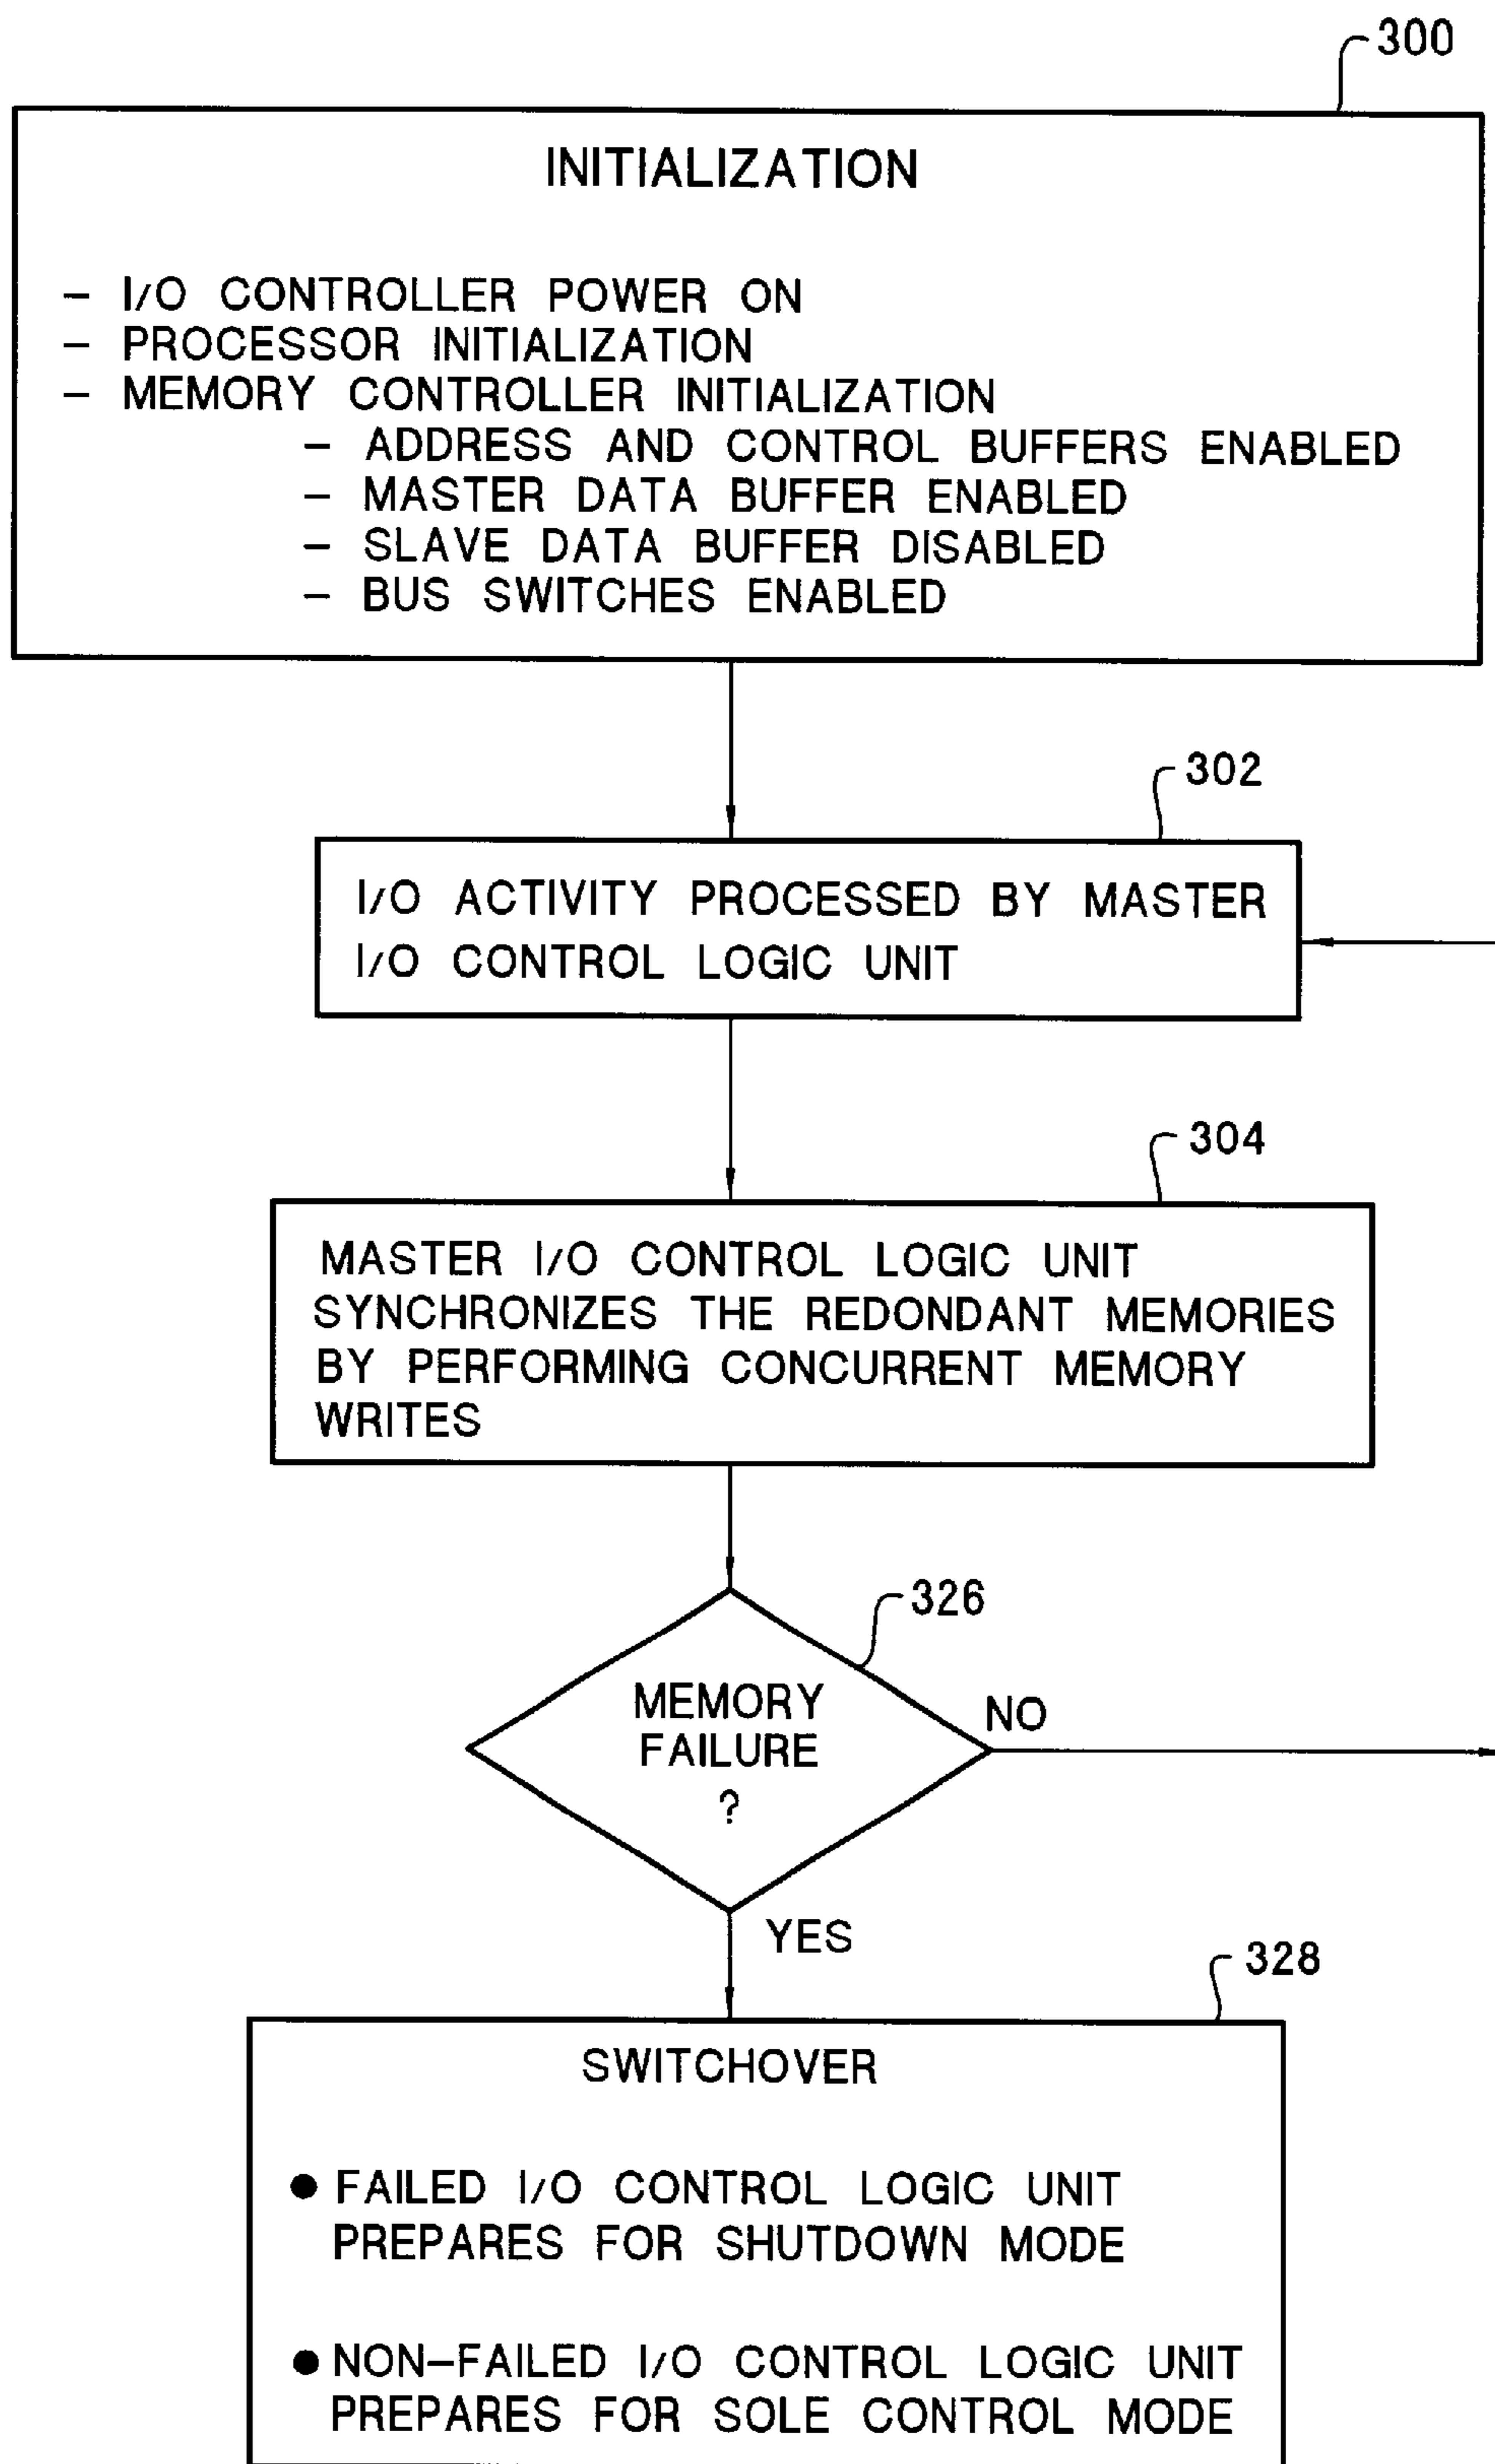 300
INITIALIZATION
– I/O CONTROLLER POWER ON
– PROCESSOR INITIALIZATION
– MEMORY CONTROLLER INITIALIZATION
– ADDRESS AND CONTROL BUFFERS ENABLED
– MASTER DATA BUFFER ENABLED
– SLAVE DATA BUFFER DISABLED
– BUS SWITCHES ENABLED
302
I/O ACTIVITY PROCESSED BY MASTER
I/O CONTROL LOGIC UNIT
304
MASTER I/O CONTROL LOGIC UNIT
SYNCHRONIZES THE REDONDANT MEMORIES
BY PERFORMING CONCURRENT MEMORY
WRITES
326
MEMORY
FAILURE
?
NO
YES
328
SWITCHOVER
● FAILED I/O CONTROL LOGIC UNIT
PREPARES FOR SHUTDOWN MODE
● NON–FAILED I/O CONTROL LOGIC UNIT
PREPARES FOR SOLE CONTROL MODE